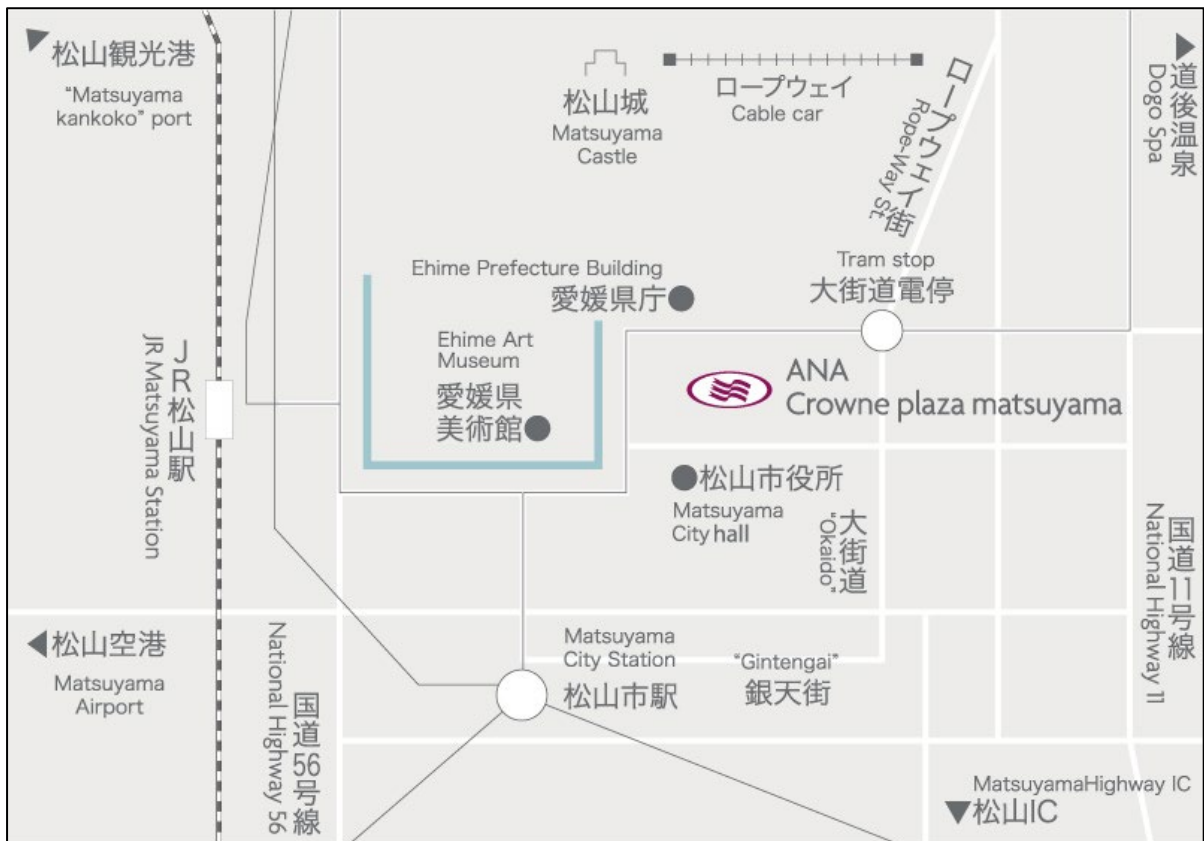 松山観光港
“Matsuyama
kankoko” port
松山城
Matsuyama
Castle
ロープウェイ
Cable car
ロープウェイ街
Rope-Way St.
道後温泉
Dogo Spa
Ehime Prefecture Building
愛媛県庁
Tram stop
大街道電停
Ehime Art
Museum
愛媛県
美術館
ANA
Crowne plaza matsuyama
JR松山駅
JR Matsuyama Station
松山市役所
Matsuyama
City hall
大街道
“Okaido”
国道11号線
National Highway 11
松山空港
Matsuyama
Airport
国道56号線
National Highway 56
Matsuyama
City Station
松山市駅
“Gintengai”
銀天街
MatsuyamaHighway IC
松山IC